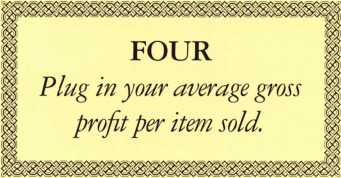 FOUR
Plug in your average gross
profit per item sold.